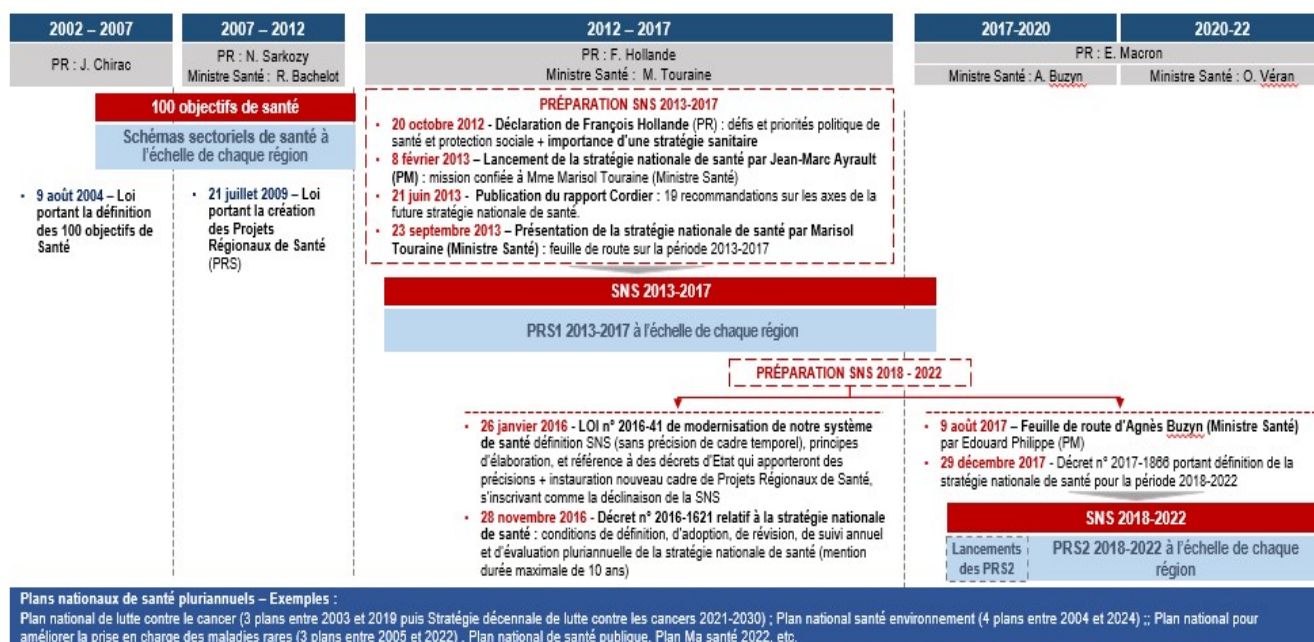 2002 – 2007
2007 – 2012
2012 – 2017
2017-2020
2020-22
PR : J. Chirac
PR : N. Sarkozy
Ministre Santé : R. Bachelot
PR : F. Hollande
Ministre Santé : M. Touraine
PR : E. Macron
Ministre Santé : A. Buzyn
Ministre Santé : O. Véran
100 objectifs de santé
Schémas sectoriels de santé à
l'échelle de chaque région
• 9 août 2004 – Loi
portant la définition
des 100 objectifs de
Santé
• 21 juillet 2009 – Loi
portant la création
des Projets
Régionaux de Santé
(PRS)
PRÉPARATION SNS 2013-2017
• 20 octobre 2012 - Déclaration de François Hollande (PR) : défis et priorités politique de
santé et protection sociale + importance d'une stratégie sanitaire
• 8 février 2013 – Lancement de la stratégie nationale de santé par Jean-Marc Ayrault
(PM) : mission confiée à Mme Marisol Touraine (Ministre Santé)
• 21 juin 2013 - Publication du rapport Cordier : 19 recommandations sur les axes de la
future stratégie nationale de santé.
• 23 septembre 2013 – Présentation de la stratégie nationale de santé par Marisol
Touraine (Ministre Santé) : feuille de route sur la période 2013-2017
SNS 2013-2017
PRS1 2013-2017 à l'échelle de chaque région
PRÉPARATION SNS 2018 - 2022
• 26 janvier 2016 - LOI n° 2016-41 de modernisation de notre système
de santé définition SNS (sans précision de cadre temporel), principes
d'élaboration, et référence à des décrets d'Etat qui apporteront des
précisions + instauration nouveau cadre de Projets Régionaux de Santé,
s'inscrivant comme la déclinaison de la SNS
• 28 novembre 2016 - Décret n° 2016-1621 relatif à la stratégie nationale
de santé : conditions de définition, d'adoption, de révision, de suivi annuel
et d'évaluation pluriannuelle de la stratégie nationale de santé (mention
durée maximale de 10 ans)
• 9 août 2017 – Feuille de route d'Agnès Buzyn (Ministre Santé)
par Edouard Philippe (PM)
• 29 décembre 2017 - Décret n° 2017-1866 portant définition de la
stratégie nationale de santé pour la période 2018-2022
SNS 2018-2022
Lancements
des PRS2
PRS2 2018-2022 à l'échelle de chaque
région
Plans nationaux de santé pluriannuels – Exemples :
Plan national de lutte contre le cancer (3 plans entre 2003 et 2019 puis Stratégie décennale de lutte contre les cancers 2021-2030) ; Plan national santé environnement (4 plans entre 2004 et 2024) ;; Plan national pour
améliorer la prise en charge des maladies rares (3 plans entre 2005 et 2022) , Plan national de santé publique, Plan Ma santé 2022, etc.